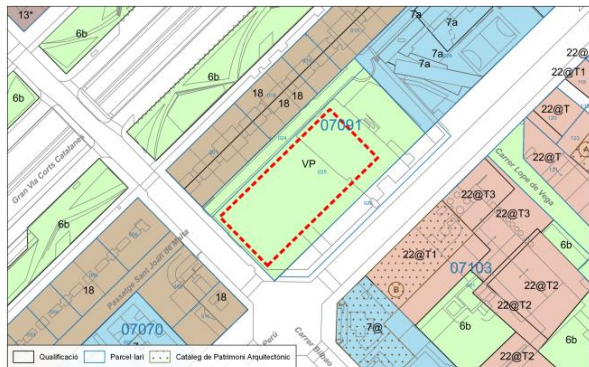 13*
6b
6b
6b
6b
6b
7a
7a
7a
7a
18
18
18
07091
VP
22@
22@T1
22@T
22@T
A
Gran Via Corts Catalanes
Carrer Lope de Vega
22@T3
22@T3
22@T1
07103
6b
B
22@T2
22@T2
22@T2
6b
7@
Passatge Sant Joan de Malta
18
18
07070
Perú
Carrer Bilbao
Qualificació
Parcel·lari
Catàleg de Patrimoni Arquitectònic